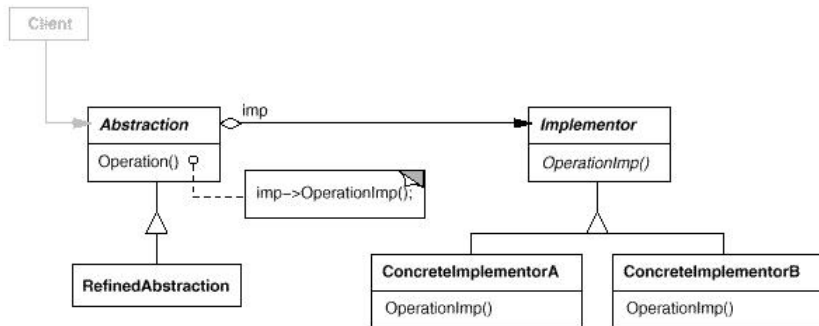 Client
imp
Abstraction
Implementor
Operation()
OperationImp()
imp->OperationImp();
RefinedAbstraction
ConcreteImplementorA
ConcreteImplementorB
OperationImp()
OperationImp()